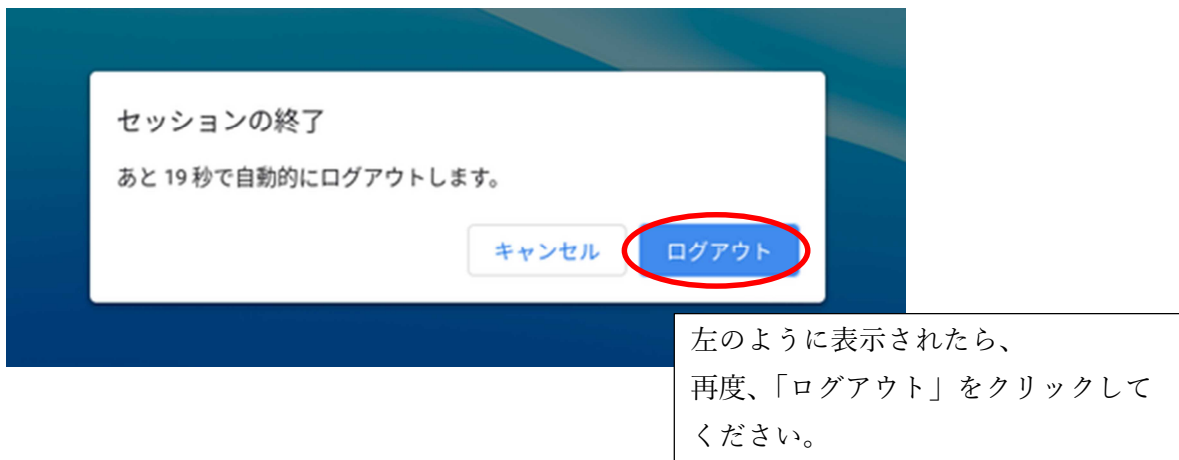 セッションの終了
あと 19 秒で自動的にログアウトします。
キャンセル
ログアウト
左のように表示されたら、
再度、「ログアウト」をクリックして
ください。